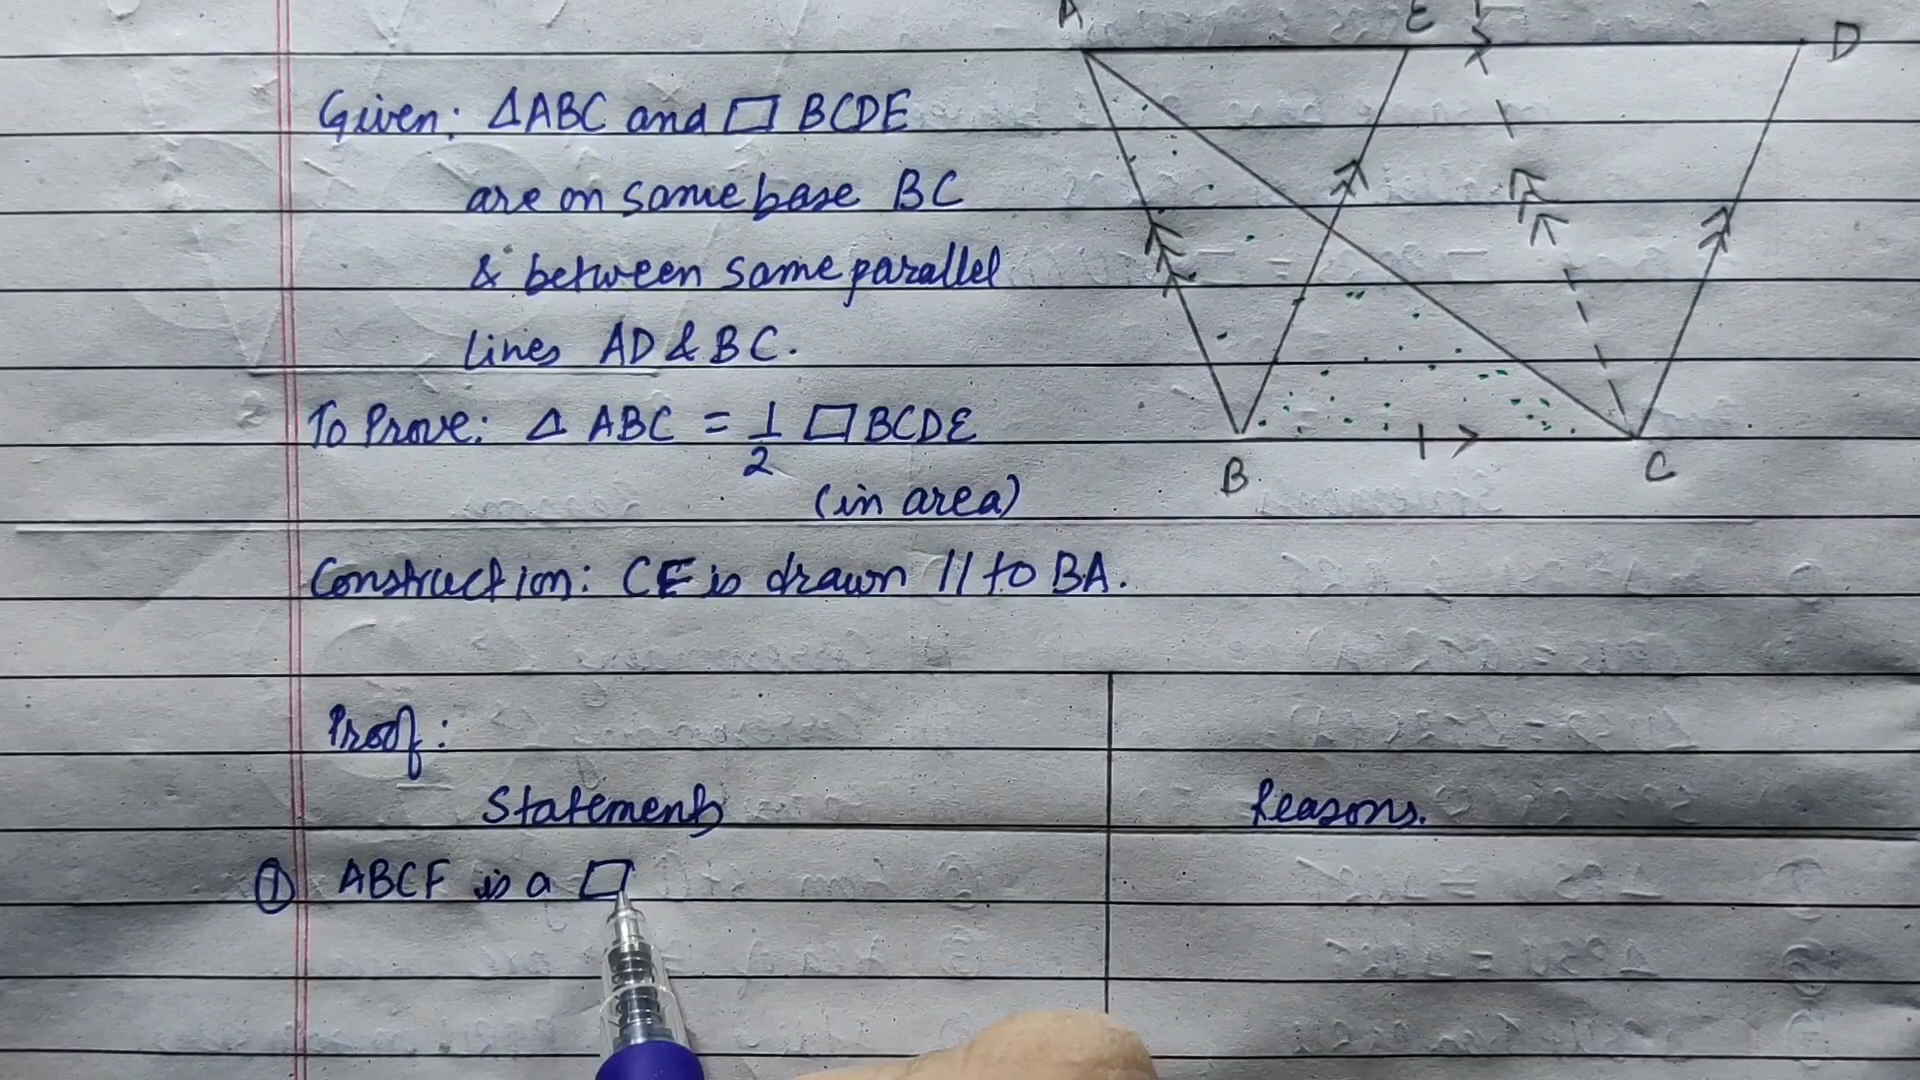 A E F D
Given: △ABC and ▱ BCDE
are on same base BC
& between same parallel
lines AD & BC.
To Prove: △ ABC = 1/2 ▱ BCDE
(in area)
B C
Construction: CF is drawn // to BA.
Proof:
Statements Reasons.
① ABCF is a ▱